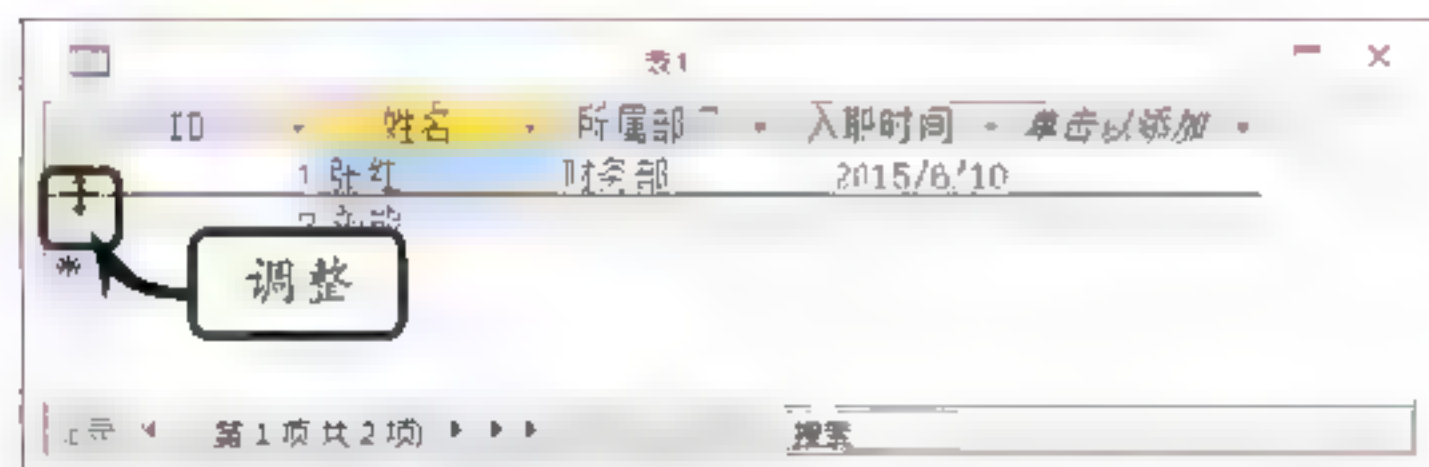 表1
ID 姓名 所属部 入职时间 单击以添加
1 张红 财务部 2015/6/10
2
*
调整
第1项(共2项) 搜索